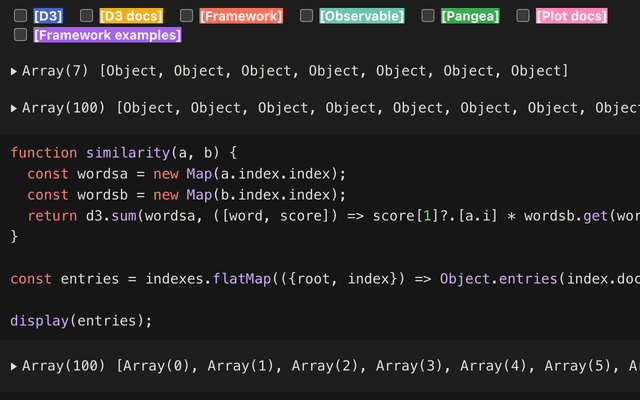 [D3] [D3 docs] [Framework] [Observable] [Pangea] [Plot docs]
[Framework examples]
Array(7) [Object, Object, Object, Object, Object, Object, Object]
Array(100) [Object, Object, Object, Object, Object, Object, Object, Objec
function similarity(a, b) {
const wordsa = new Map(a.index.index);
const wordsb = new Map(b.index.index);
return d3.sum(wordsa, ([word, score]) => score[1]?.[a.i] * wordsb.get(wor
}
const entries = indexes.flatMap(({root, index}) => Object.entries(index.doc
display(entries);
Array(100) [Array(0), Array(1), Array(2), Array(3), Array(4), Array(5), Ar